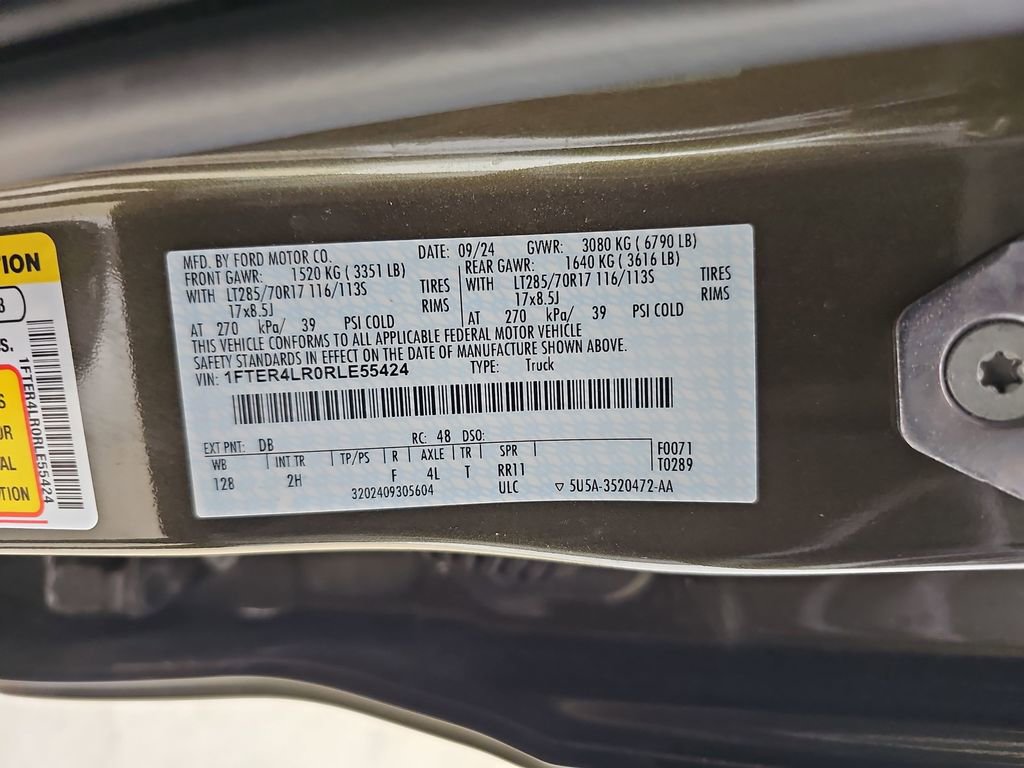 TION
3
S.
S
UR
AL
TION
1FTER4LR0RLE55424
MFD. BY FORD MOTOR CO. DATE: 09/24 GVWR: 3080 KG ( 6790 LB)
FRONT GAWR: 1520 KG ( 3351 LB) REAR GAWR: 1640 KG ( 3616 LB)
WITH LT285/70R17 116/113S TIRES WITH LT285/70R17 116/113S TIRES
17x8.5J RIMS 17x8.5J RIMS
AT 270 kPa/ 39 PSI COLD AT 270 kPa/ 39 PSI COLD
THIS VEHICLE CONFORMS TO ALL APPLICABLE FEDERAL MOTOR VEHICLE
SAFETY STANDARDS IN EFFECT ON THE DATE OF MANUFACTURE SHOWN ABOVE.
VIN: 1FTER4LR0RLE55424 TYPE: Truck
EXT PNT: DB RC: 48 DSO:
WB INT TR TP/PS R AXLE TR SPR F0071
128 2H F 4L T RR11 T0289
3202409305604 ULC ▽ 5U5A-3520472-AA